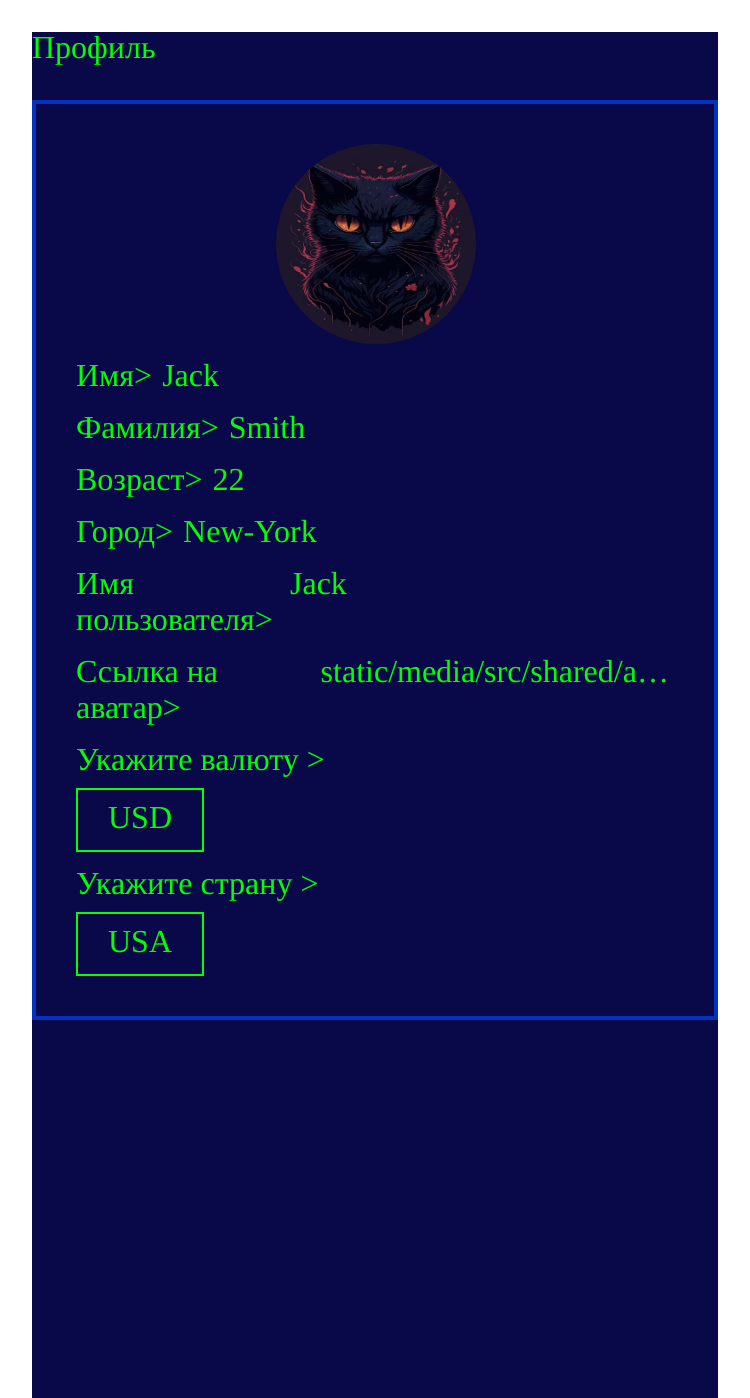 Профиль
Имя> Jack
Фамилия> Smith
Возраст> 22
Город> New-York
Имя Jack
пользователя>
Ссылка на static/media/src/shared/a…
аватар>
Укажите валюту >
USD
Укажите страну >
USA